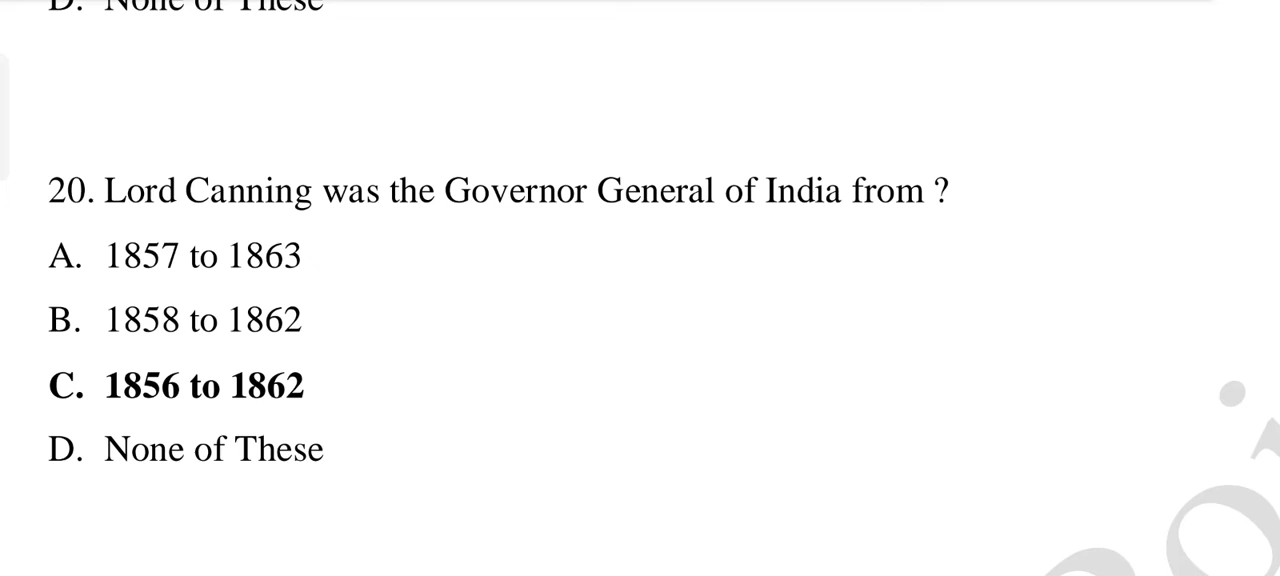 D. None of These
20. Lord Canning was the Governor General of India from ?
A. 1857 to 1863
B. 1858 to 1862
C. 1856 to 1862
D. None of These